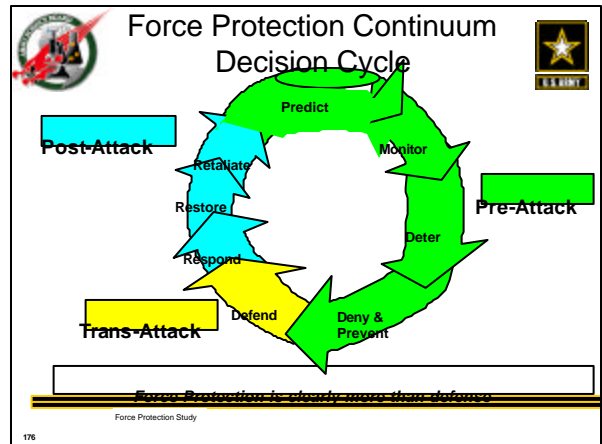 Force Protection Continuum
Decision Cycle
U.S. ARMY
Predict
Post-Attack
Monitor
Retaliate
Restore
Pre-Attack
Deter
Respond
Defend
Deny &
Prevent
Trans-Attack
Force Protection is clearly more than defense
Force Protection Study
176